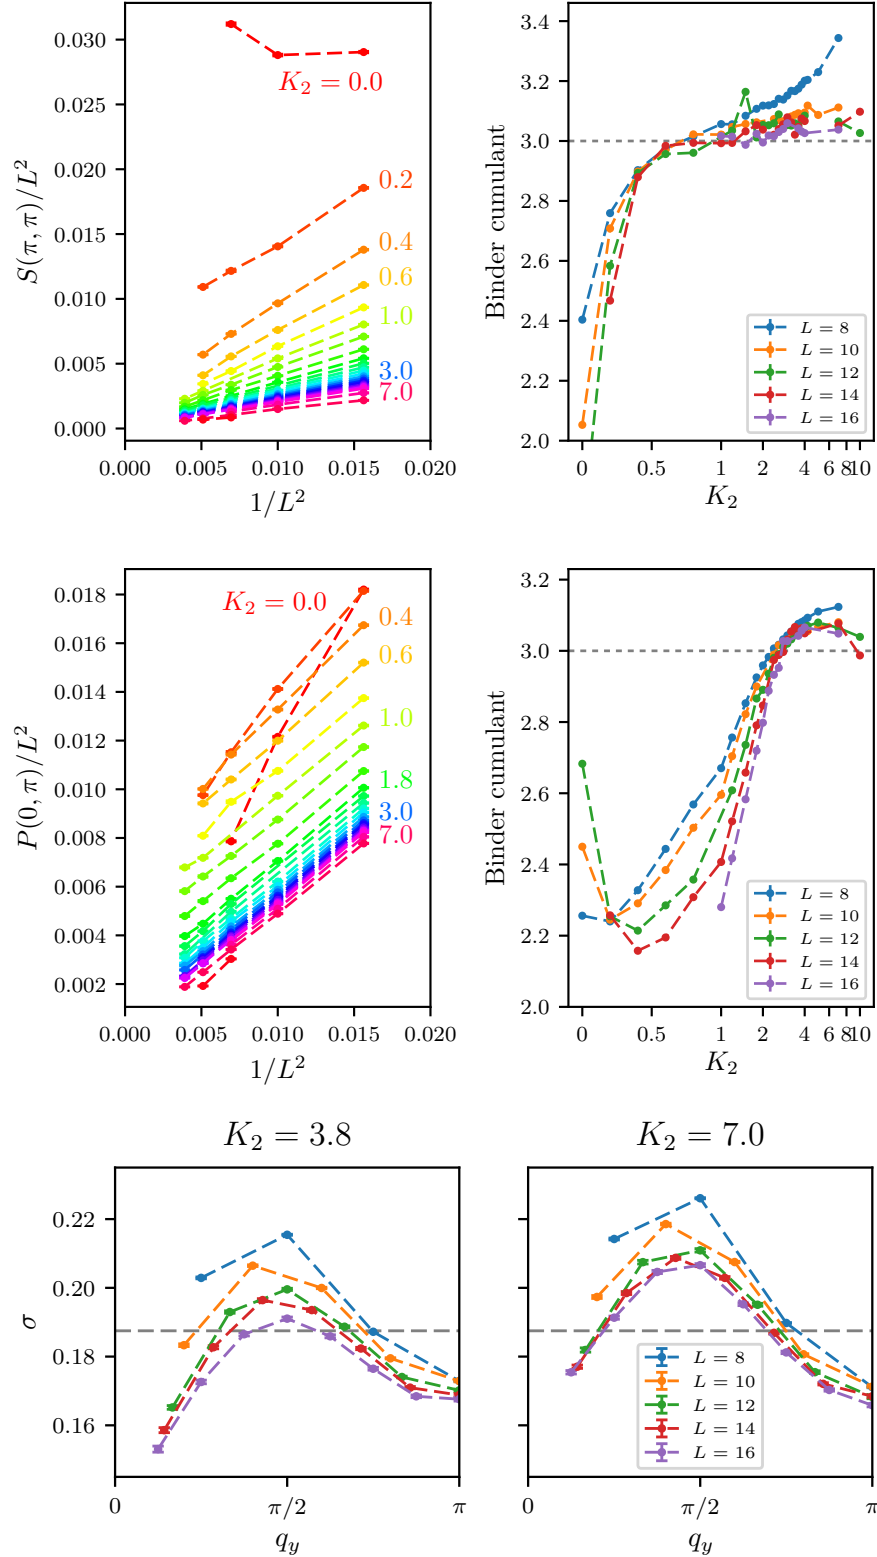 0.030
0.025
0.020
0.015
0.010
0.005
0.000
S(π, π)/L²
K₂ = 0.0
0.2
0.4
0.6
1.0
3.0
7.0
0.000 0.005 0.010 0.015 0.020
1/L²
3.4
3.2
3.0
2.8
2.6
2.4
2.2
2.0
Binder cumulant
L = 8
L = 10
L = 12
L = 14
L = 16
0 0.5 1 2 4 6 8 10
K₂
0.018
0.016
0.014
0.012
0.010
0.008
0.006
0.004
0.002
P(0, π)/L²
K₂ = 0.0
0.4
0.6
1.0
1.8
3.0
7.0
0.000 0.005 0.010 0.015 0.020
1/L²
3.2
3.0
2.8
2.6
2.4
2.2
2.0
Binder cumulant
L = 8
L = 10
L = 12
L = 14
L = 16
0 0.5 1 2 4 6 8 10
K₂
K₂ = 3.8
0.22
0.20
0.18
0.16
σ
0 π/2 π
q_y
K₂ = 7.0
L = 8
L = 10
L = 12
L = 14
L = 16
0 π/2 π
q_y